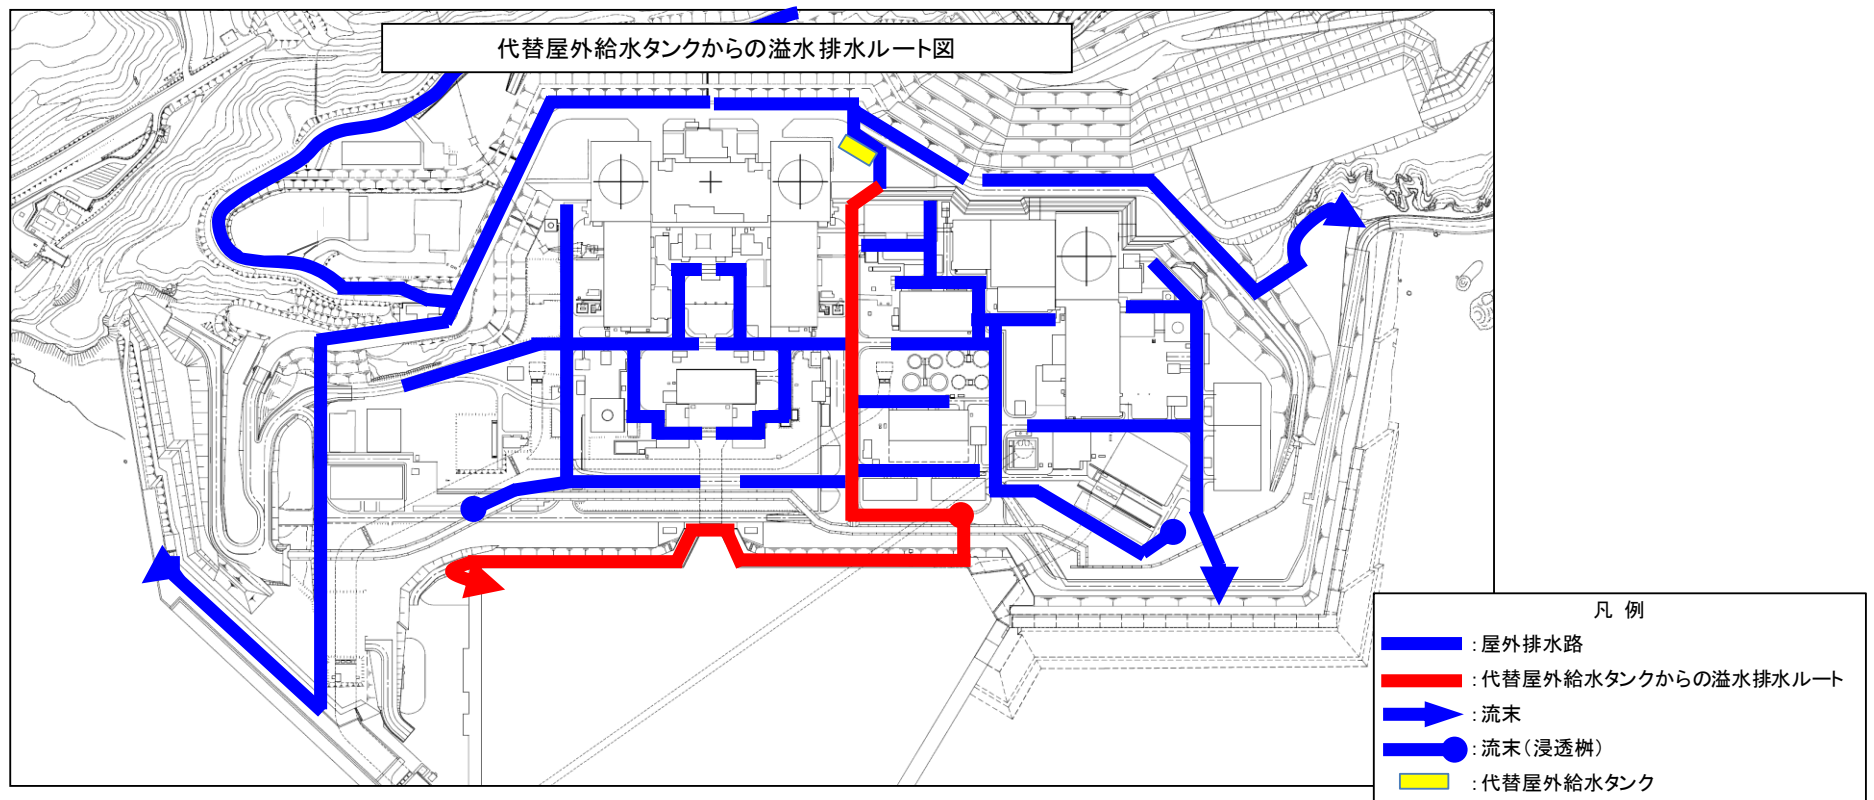 代替屋外給水タンクからの溢水排水ルート図
凡 例
：屋外排水路
：代替屋外給水タンクからの溢水排水ルート
：流末
：流末（浸透桝）
：代替屋外給水タンク